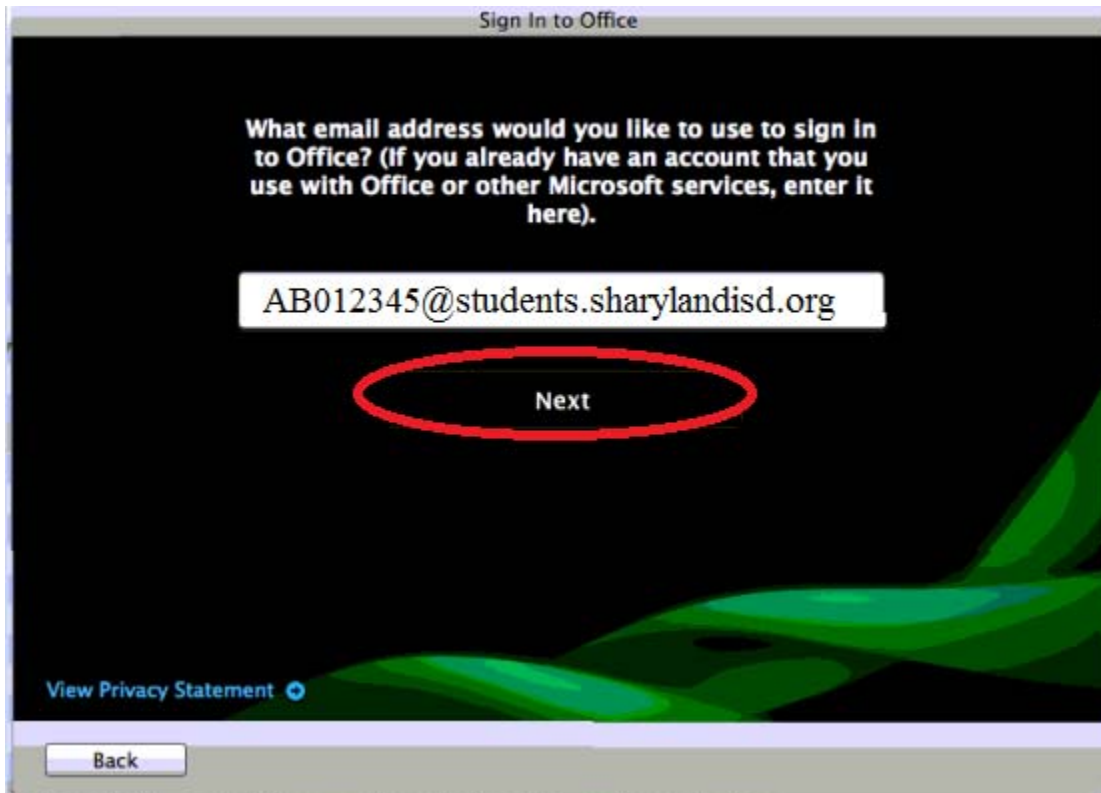 Sign In to Office
What email address would you like to use to sign in
to Office? (If you already have an account that you
use with Office or other Microsoft services, enter it
here).
AB012345@students.sharylandisd.org
Next
View Privacy Statement
Back